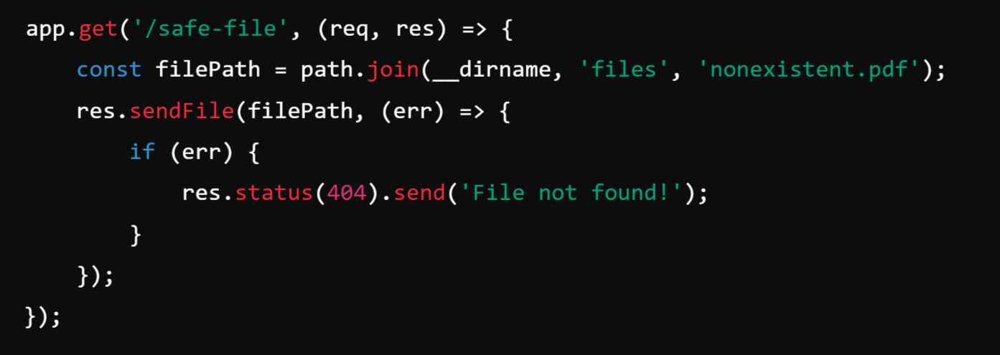 app.get('/safe-file', (req, res) => {
    const filePath = path.join(__dirname, 'files', 'nonexistent.pdf');
    res.sendFile(filePath, (err) => {
        if (err) {
            res.status(404).send('File not found!');
        }
    });
});